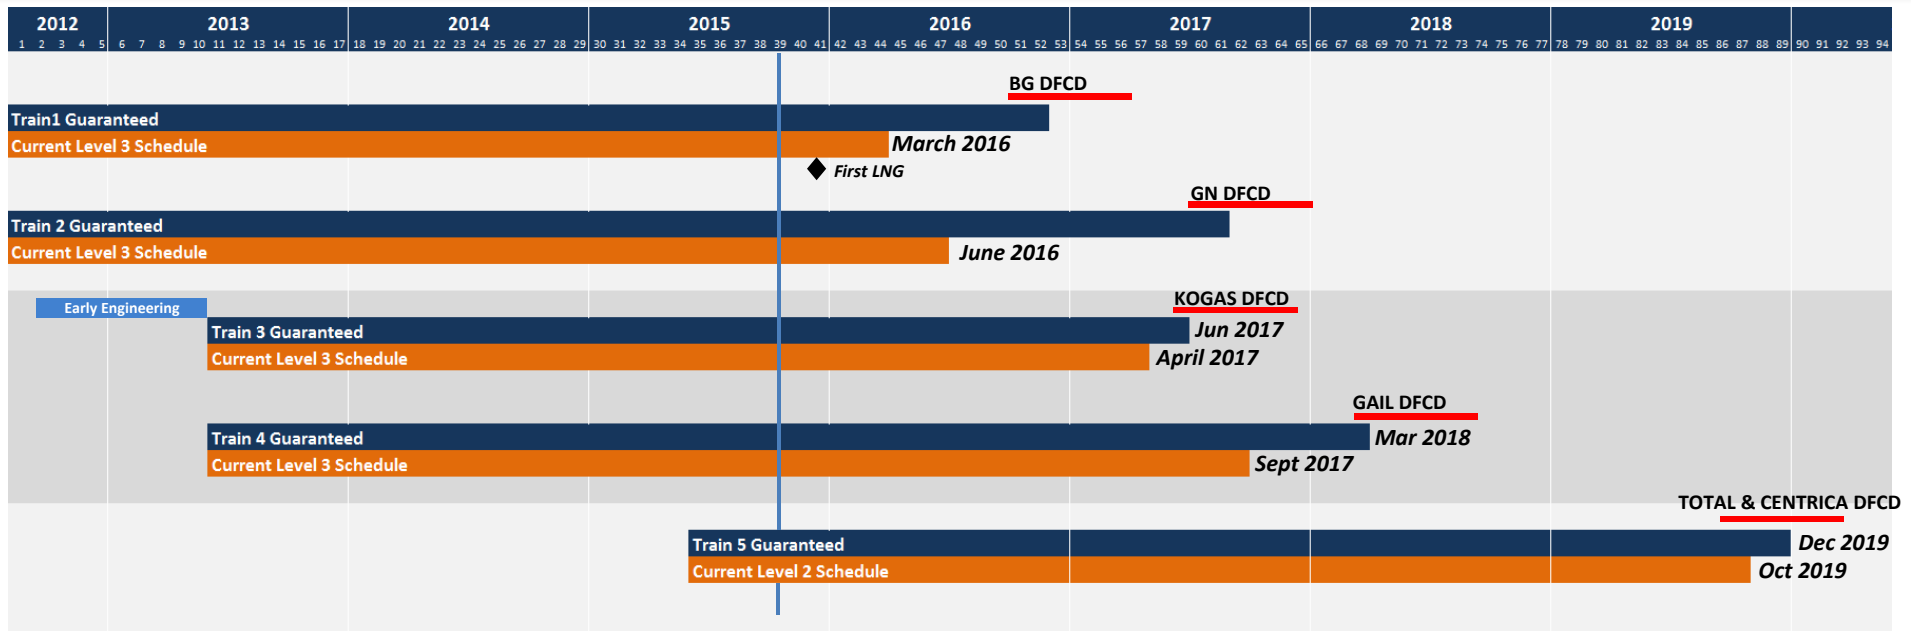 2012 2013 2014 2015 2016 2017 2018 2019
1 2 3 4 5 6 7 8 9 10 11 12 13 14 15 16 17 18 19 20 21 22 23 24 25 26 27 28 29 30 31 32 33 34 35 36 37 38 39 40 41 42 43 44 45 46 47 48 49 50 51 52 53 54 55 56 57 58 59 60 61 62 63 64 65 66 67 68 69 70 71 72 73 74 75 76 77 78 79 80 81 82 83 84 85 86 87 88 89 90 91 92 93 94
BG DFCD
Train1 Guaranteed
Current Level 3 Schedule March 2016
First LNG
GN DFCD
Train 2 Guaranteed
Current Level 3 Schedule June 2016
KOGAS DFCD
Early Engineering
Train 3 Guaranteed Jun 2017
Current Level 3 Schedule April 2017
GAIL DFCD
Train 4 Guaranteed Mar 2018
Current Level 3 Schedule Sept 2017
TOTAL & CENTRICA DFCD
Train 5 Guaranteed Dec 2019
Current Level 2 Schedule Oct 2019